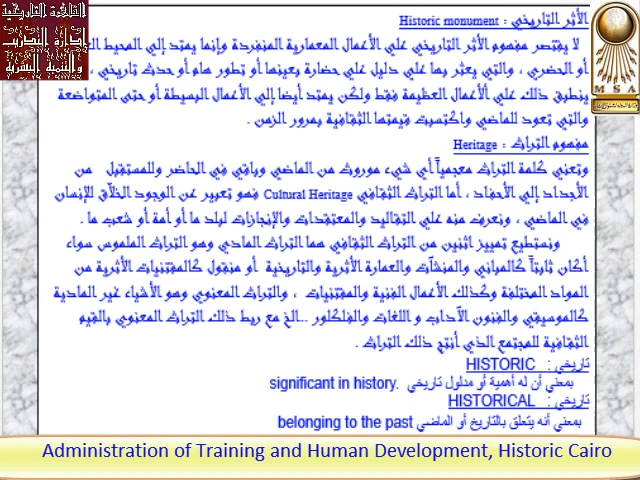 القاهرة التاريخية
إدارة التدريب
والتنمية البشرية
MSA
الأثر التاريخي : Historic monument
لا يقتصر مفهوم الأثر التاريخي علي الأعمال المعمارية المنفردة وإنما يمتد إلي المحيط
أو الحضري ، والتي يعثر بها علي دليل علي حضارة بعينها أو تطور هام أو حدث تاريخي ،
ينطبق ذلك علي الأعمال العظيمة فقط ولكن يمتد أيضا إلي الأعمال البسيطة أو حتي المتواضعة
والتي تعود للماضي واكتسبت قيمتها الثقافية بمرور الزمن .
مفهوم التراث : Heritage
وتعني كلمة التراث معجمياً أي شيء موروث من الماضي وباقي في الحاضر وللمستقبل من
الأجداد إلي الأحفاد ، أما التراث الثقافي Cultural Heritage فهو تعبير عن الوجود الخلاق للإنسان
في الماضي ، ونعرف منه علي التقاليد والمعتقدات والإنجازات لبلد ما أو أمة أو شعب ما .
ونستطيع تمييز اثنين من التراث الثقافي هما التراث المادي وهو التراث الملموس سواء
أكان ثابتاً كالمباني والمنشآت والعمارة الأثرية والتاريخية أو منقول كالمقتنيات الأثرية من
المواد المختلفة وكذلك الأعمال الفنية والمقتنيات ، والتراث المعنوي وهو الأشياء غير المادية
كالموسيقي والفنون الآداب و اللغات والفلكلور ..الخ مع ربط ذلك التراث المعنوي بالقيم
الثقافية للمجتمع الذي أنتج ذلك التراث .
تاريخي : HISTORIC
بمعني أن له أهمية أو مدلول تاريخي significant in history.
تاريخي : HISTORICAL
بمعني أنه يتعلق بالتاريخ أو الماضي belonging to the past
Administration of Training and Human Development, Historic Cairo